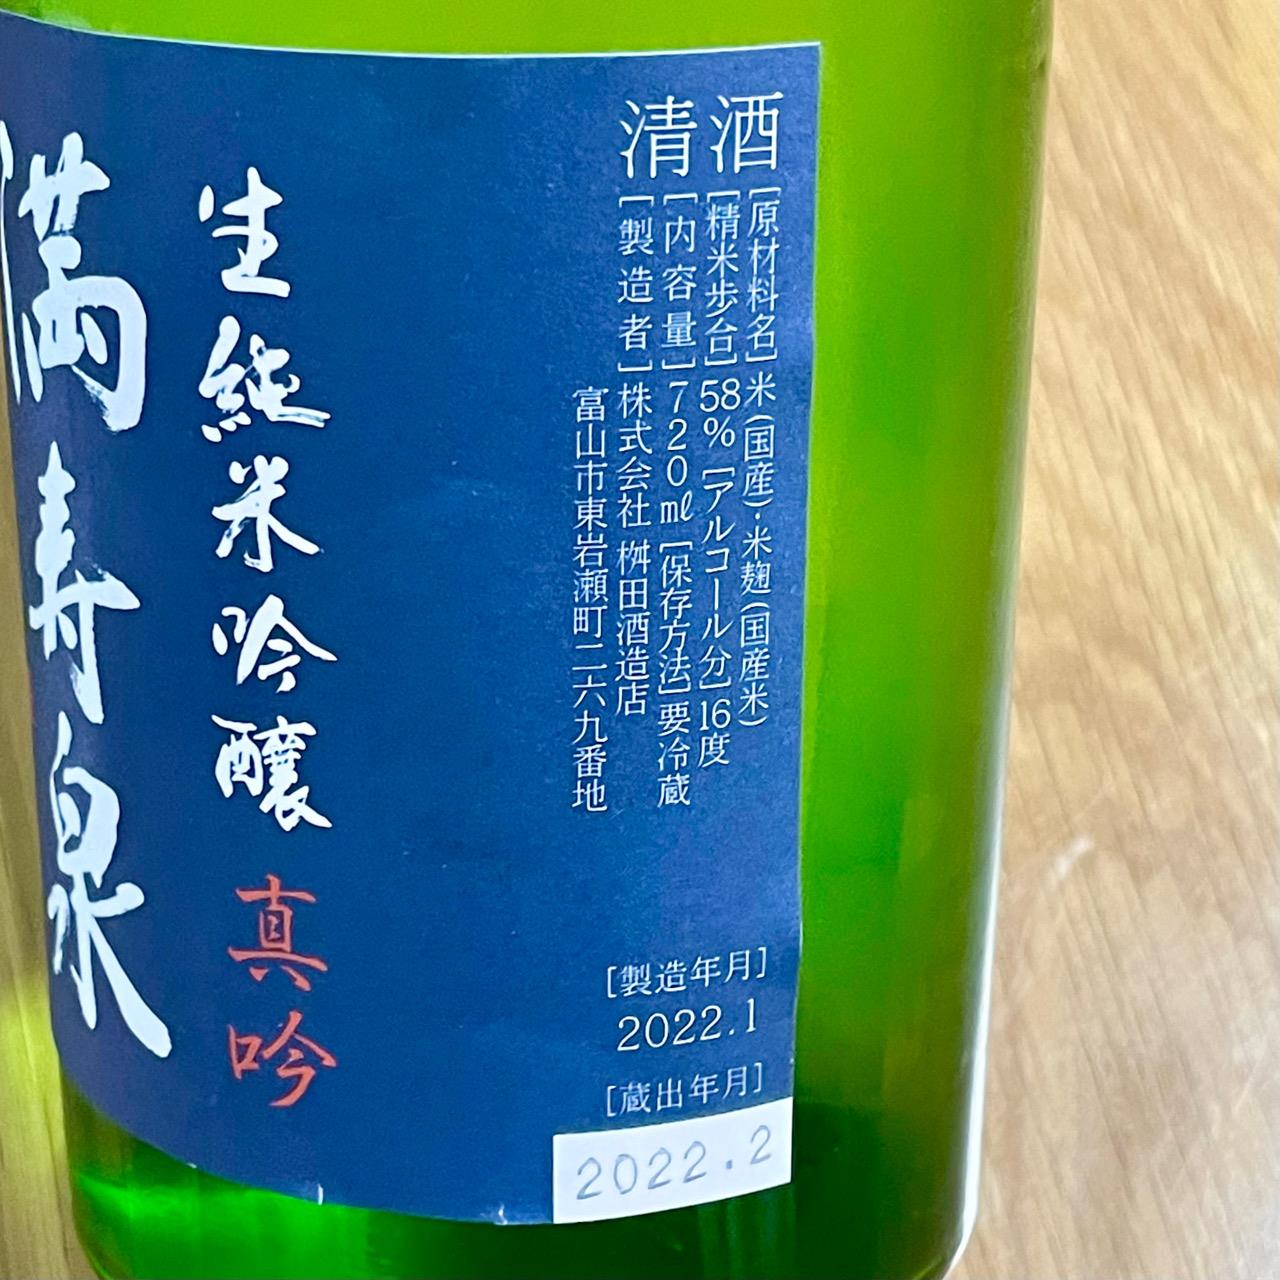 清酒
[原材料名]米(国産)・米麹(国産米)
[精米歩合]58% [アルコール分]16度
[内容量]720ml [保存方法]要冷蔵
[製造者]株式会社 桝田酒造店
富山市東岩瀬町二六九番地
[製造年月]
2022.1
[蔵出年月]
2022.2
生純米吟醸 真吟
満寿泉